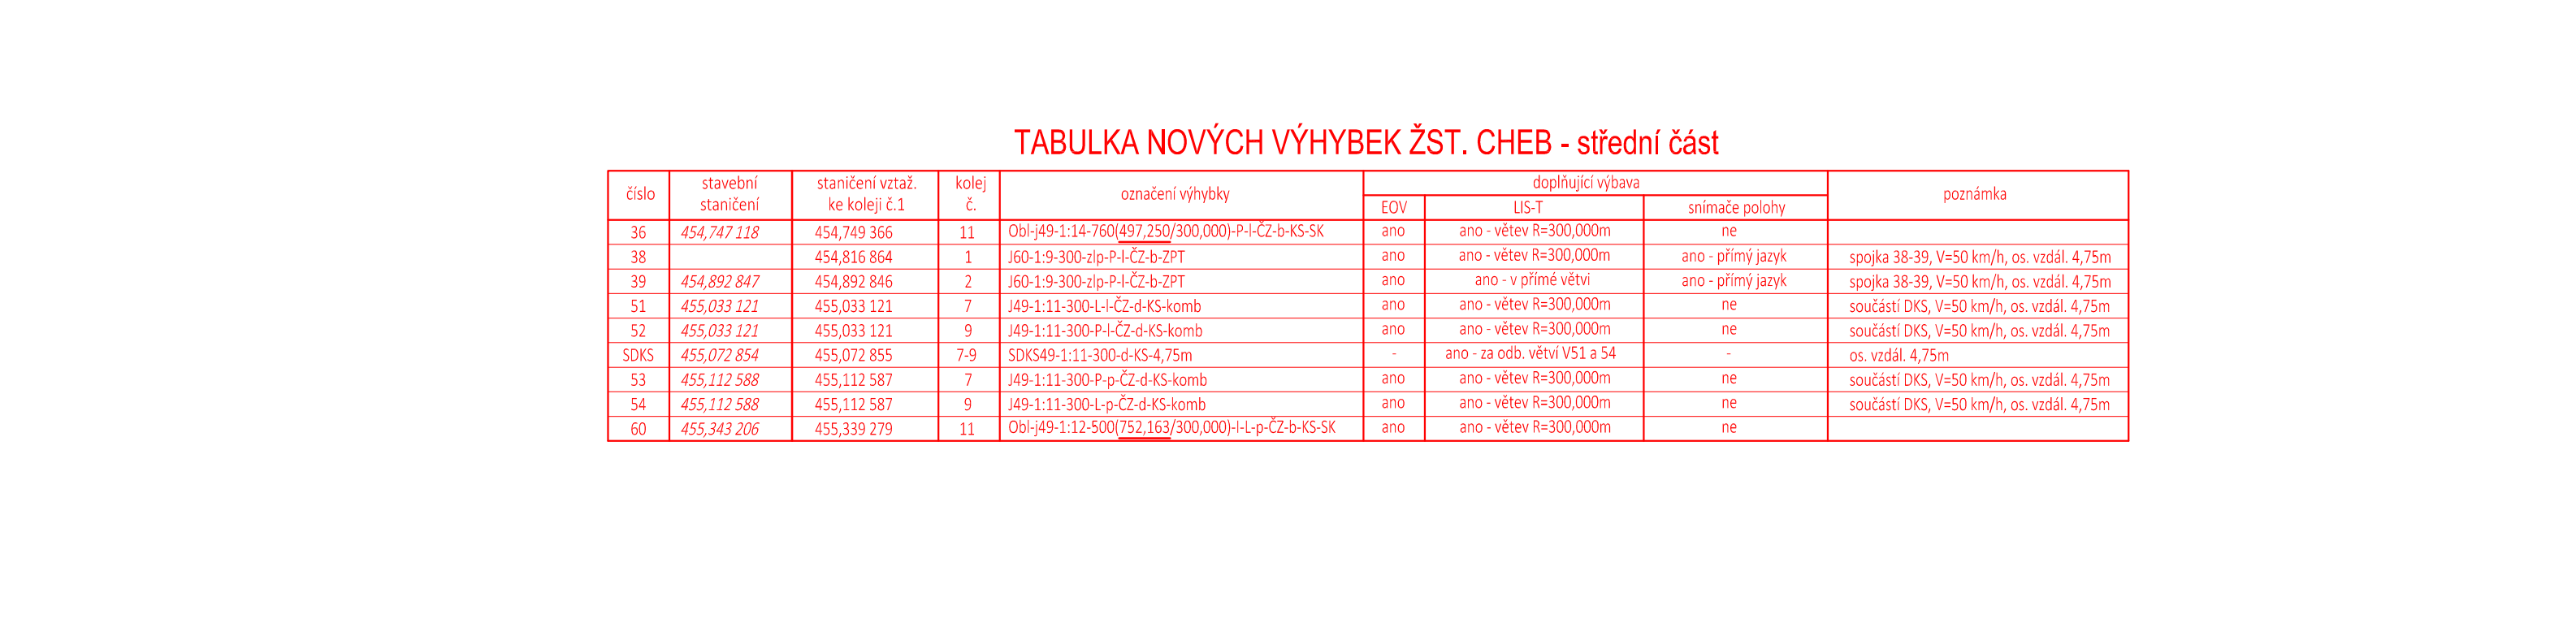 TABULKA NOVÝCH VÝHYBEK ŽST. CHEB - střední část
číslo stavební staničení staničení vztaž. ke koleji č.1 kolej č. označení výhybky doplňující výbava poznámka
EOV LIS-T snímače polohy
36 454,747 118 454,749 366 11 Obl-j49-1:14-760(497,250/300,000)-P-l-ČZ-b-KS-SK ano ano - větev R=300,000m ne
38 454,816 864 1 J60-1:9-300-zlp-P-l-ČZ-b-ZPT ano ano - větev R=300,000m ano - přímý jazyk spojka 38-39, V=50 km/h, os. vzdál. 4,75m
39 454,892 847 454,892 846 2 J60-1:9-300-zlp-P-l-ČZ-b-ZPT ano ano - v přímé větvi ano - přímý jazyk spojka 38-39, V=50 km/h, os. vzdál. 4,75m
51 455,033 121 455,033 121 7 J49-1:11-300-L-l-ČZ-d-KS-komb ano ano - větev R=300,000m ne součástí DKS, V=50 km/h, os. vzdál. 4,75m
52 455,033 121 455,033 121 9 J49-1:11-300-P-l-ČZ-d-KS-komb ano ano - větev R=300,000m ne součástí DKS, V=50 km/h, os. vzdál. 4,75m
SDKS 455,072 854 455,072 855 7-9 SDKS49-1:11-300-d-KS-4,75m - ano - za odb. větví V51 a 54 - os. vzdál. 4,75m
53 455,112 588 455,112 587 7 J49-1:11-300-P-p-ČZ-d-KS-komb ano ano - větev R=300,000m ne součástí DKS, V=50 km/h, os. vzdál. 4,75m
54 455,112 588 455,112 587 9 J49-1:11-300-L-p-ČZ-d-KS-komb ano ano - větev R=300,000m ne součástí DKS, V=50 km/h, os. vzdál. 4,75m
60 455,343 206 455,339 279 11 Obl-j49-1:12-500(752,163/300,000)-I-L-p-ČZ-b-KS-SK ano ano - větev R=300,000m ne